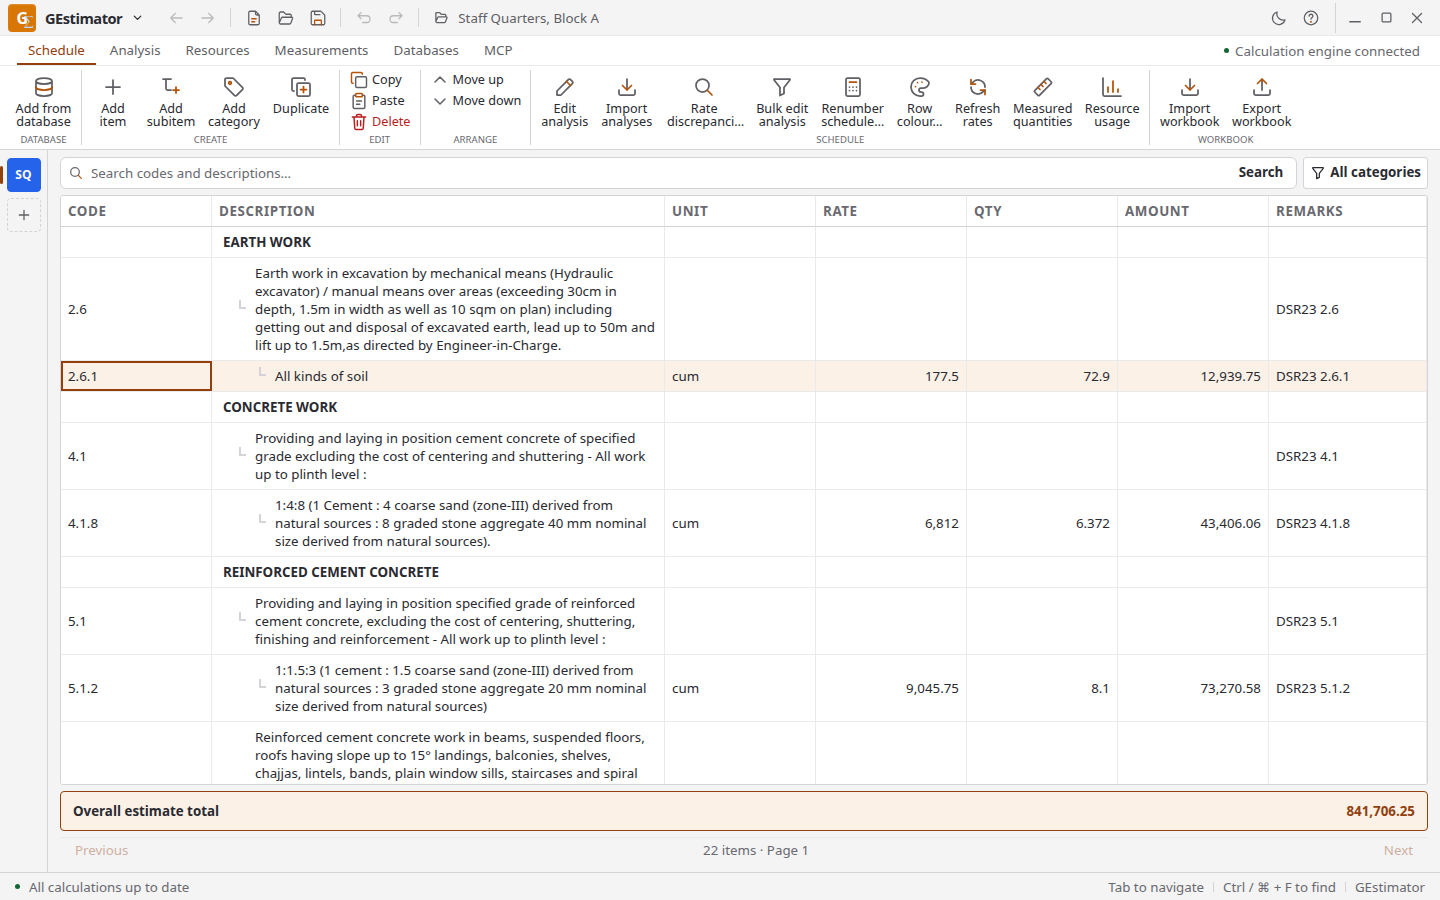 GEstimator
Staff Quarters, Block A
Schedule Analysis Resources Measurements Databases MCP
Calculation engine connected
Add from database
Add item
Add subitem
Add category
Duplicate
Copy
Paste
Delete
Move up
Move down
Edit analysis
Import analyses
Rate discrepanci...
Bulk edit analysis
Renumber schedule...
Row colour...
Refresh rates
Measured quantities
Resource usage
Import workbook
Export workbook
DATABASE CREATE EDIT ARRANGE SCHEDULE WORKBOOK
SQ
Search codes and descriptions...
Search
All categories
CODE DESCRIPTION UNIT RATE QTY AMOUNT REMARKS
EARTH WORK
Earth work in excavation by mechanical means (Hydraulic
excavator) / manual means over areas (exceeding 30cm in
2.6 depth, 1.5m in width as well as 10 sqm on plan) including DSR23 2.6
getting out and disposal of excavated earth, lead up to 50m and
lift up to 1.5m,as directed by Engineer-in-Charge.
2.6.1 All kinds of soil cum 177.5 72.9 12,939.75 DSR23 2.6.1
CONCRETE WORK
Providing and laying in position cement concrete of specified
4.1 grade excluding the cost of centering and shuttering - All work DSR23 4.1
up to plinth level :
1:4:8 (1 Cement : 4 coarse sand (zone-III) derived from
4.1.8 natural sources : 8 graded stone aggregate 40 mm nominal cum 6,812 6.372 43,406.06 DSR23 4.1.8
size derived from natural sources).
REINFORCED CEMENT CONCRETE
Providing and laying in position specified grade of reinforced
5.1 cement concrete, excluding the cost of centering, shuttering, DSR23 5.1
finishing and reinforcement - All work up to plinth level :
1:1.5:3 (1 cement : 1.5 coarse sand (zone-III) derived from
5.1.2 natural sources : 3 graded stone aggregate 20 mm nominal cum 9,045.75 8.1 73,270.58 DSR23 5.1.2
size derived from natural sources)
Reinforced cement concrete work in beams, suspended floors,
roofs having slope up to 15° landings, balconies, shelves,
chajjas, lintels, bands, plain window sills, staircases and spiral
Overall estimate total 841,706.25
Previous 22 items · Page 1 Next
All calculations up to date
Tab to navigate Ctrl / ⌘ + F to find GEstimator